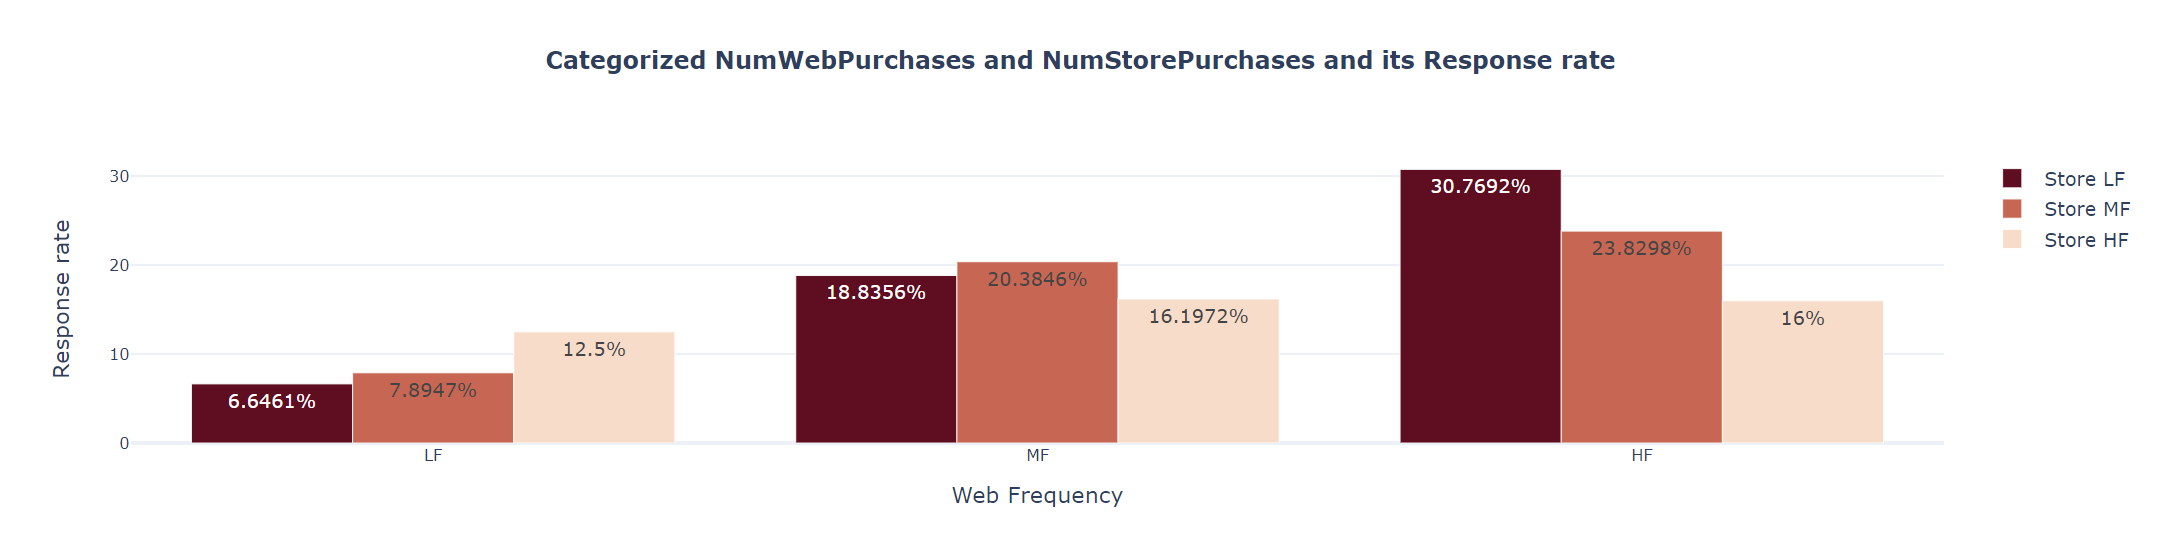 Categorized NumWebPurchases and NumStorePurchases and its Response rate
Response rate
30
20
10
0
6.6461%
7.8947%
12.5%
18.8356%
20.3846%
16.1972%
30.7692%
23.8298%
16%
LF
MF
HF
Web Frequency
Store LF
Store MF
Store HF